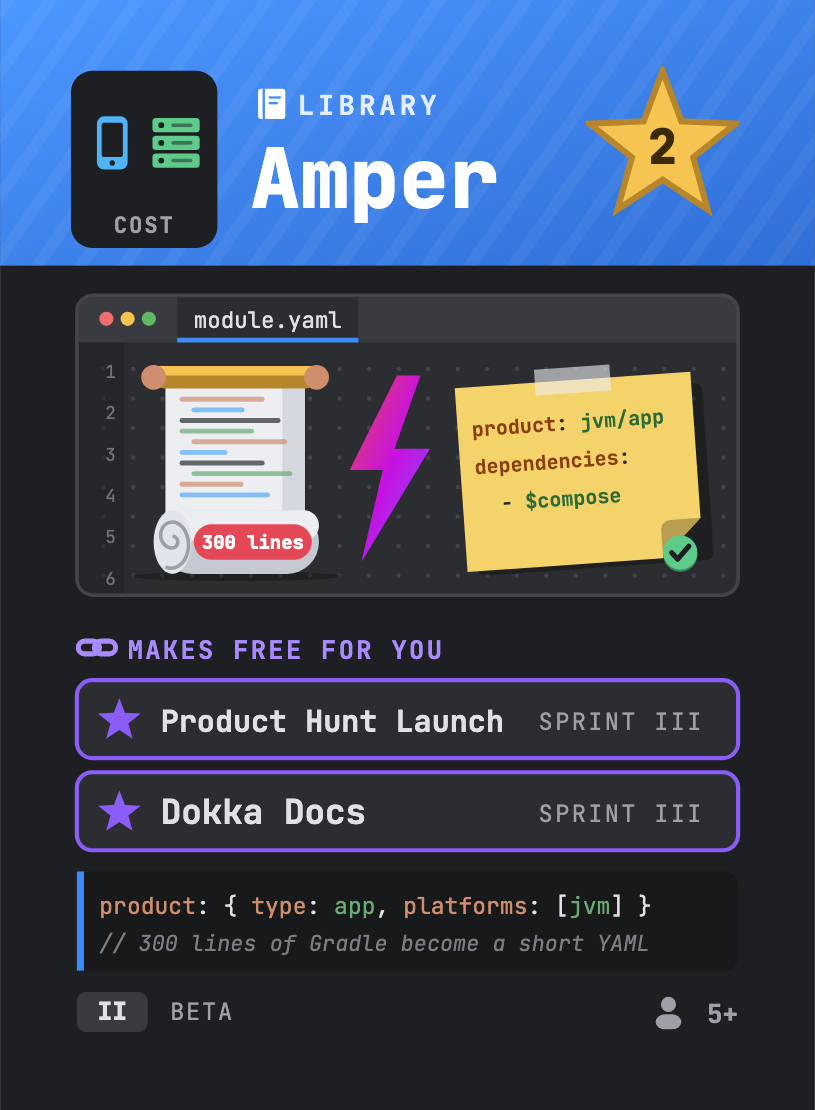 LIBRARY
Amper
2
COST
module.yaml
1
2
3
4
5
6
300 lines
product: jvm/app
dependencies:
- $compose
MAKES FREE FOR YOU
Product Hunt Launch SPRINT III
Dokka Docs SPRINT III
product: { type: app, platforms: [jvm] }
// 300 lines of Gradle become a short YAML
II BETA 5+